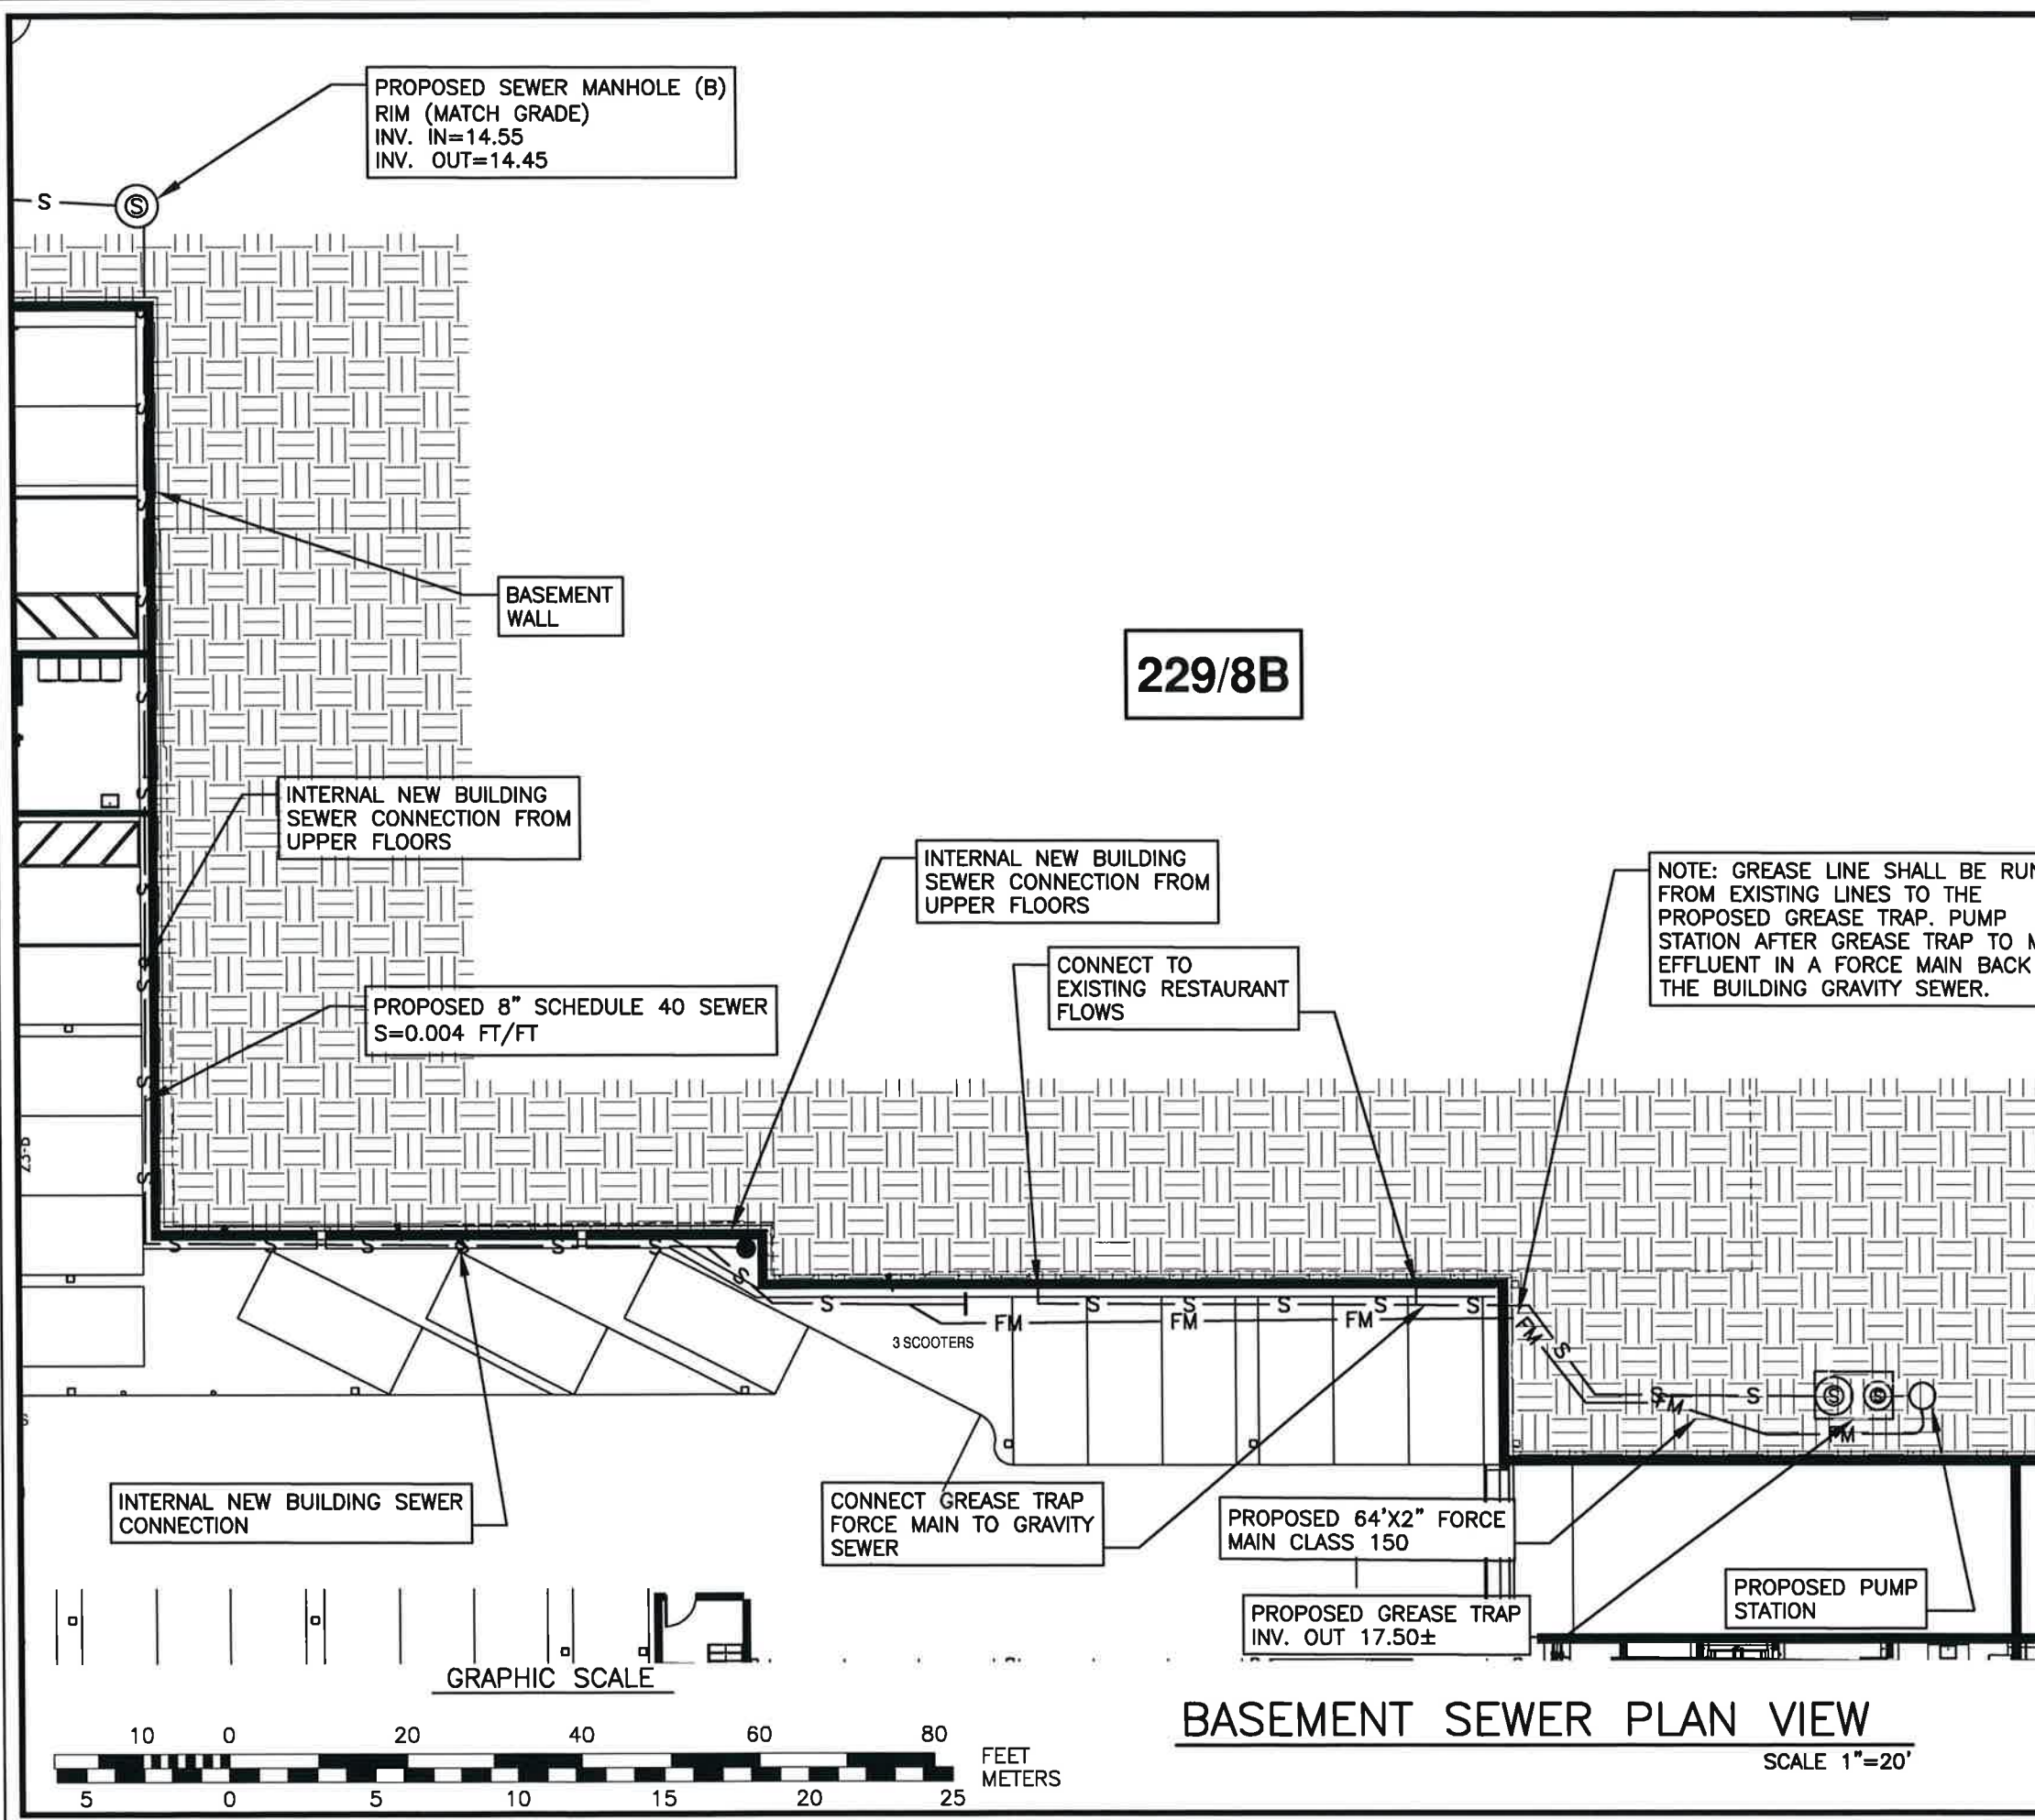 PROPOSED SEWER MANHOLE (B)
RIM (MATCH GRADE)
INV. IN=14.55
INV. OUT=14.45
S
S
BASEMENT
WALL
229/8B
INTERNAL NEW BUILDING
SEWER CONNECTION FROM
UPPER FLOORS
INTERNAL NEW BUILDING
SEWER CONNECTION FROM
UPPER FLOORS
NOTE: GREASE LINE SHALL BE RUN
FROM EXISTING LINES TO THE
PROPOSED GREASE TRAP. PUMP
STATION AFTER GREASE TRAP TO M
EFFLUENT IN A FORCE MAIN BACK
THE BUILDING GRAVITY SEWER.
CONNECT TO
EXISTING RESTAURANT
FLOWS
PROPOSED 8" SCHEDULE 40 SEWER
S=0.004 FT/FT
23-B
S S S S S S
S
S S S S S S
FM FM FM
3 SCOOTERS
FM S
S S S S
FM
FM
INTERNAL NEW BUILDING SEWER
CONNECTION
CONNECT GREASE TRAP
FORCE MAIN TO GRAVITY
SEWER
PROPOSED 64'X2" FORCE
MAIN CLASS 150
PROPOSED GREASE TRAP
INV. OUT 17.50±
PROPOSED PUMP
STATION
GRAPHIC SCALE
10 0 20 40 60 80
FEET
METERS
5 0 5 10 15 20 25
BASEMENT SEWER PLAN VIEW
SCALE 1"=20'